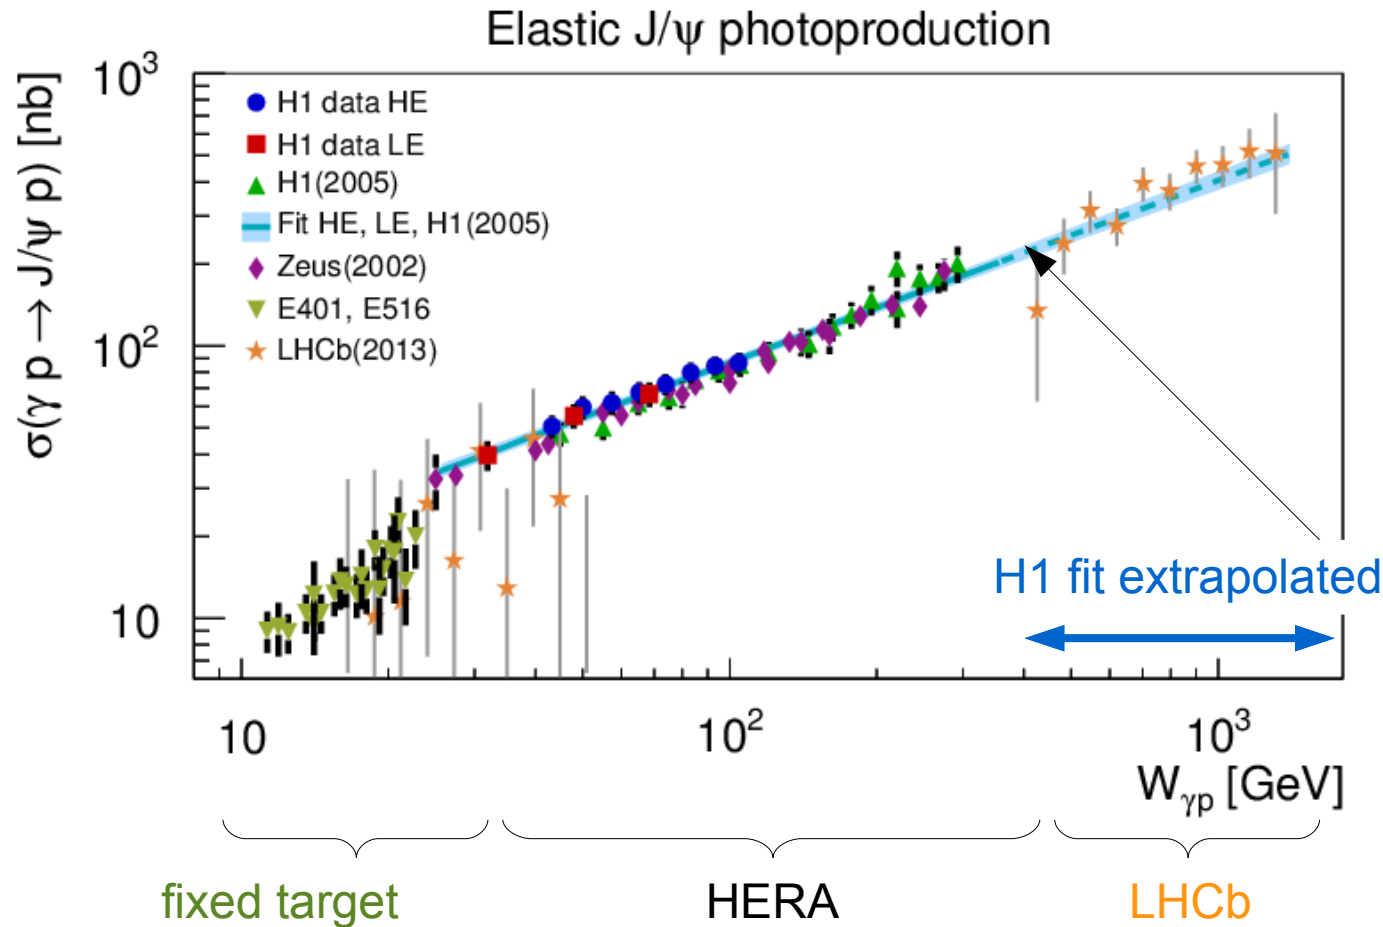 Elastic J/ψ photoproduction
σ(γ p → J/ψ p) [nb]
10³
10²
10
H1 data HE
H1 data LE
H1(2005)
Fit HE, LE, H1(2005)
Zeus(2002)
E401, E516
LHCb(2013)
H1 fit extrapolated
10
10²
10³
Wγp [GeV]
fixed target
HERA
LHCb